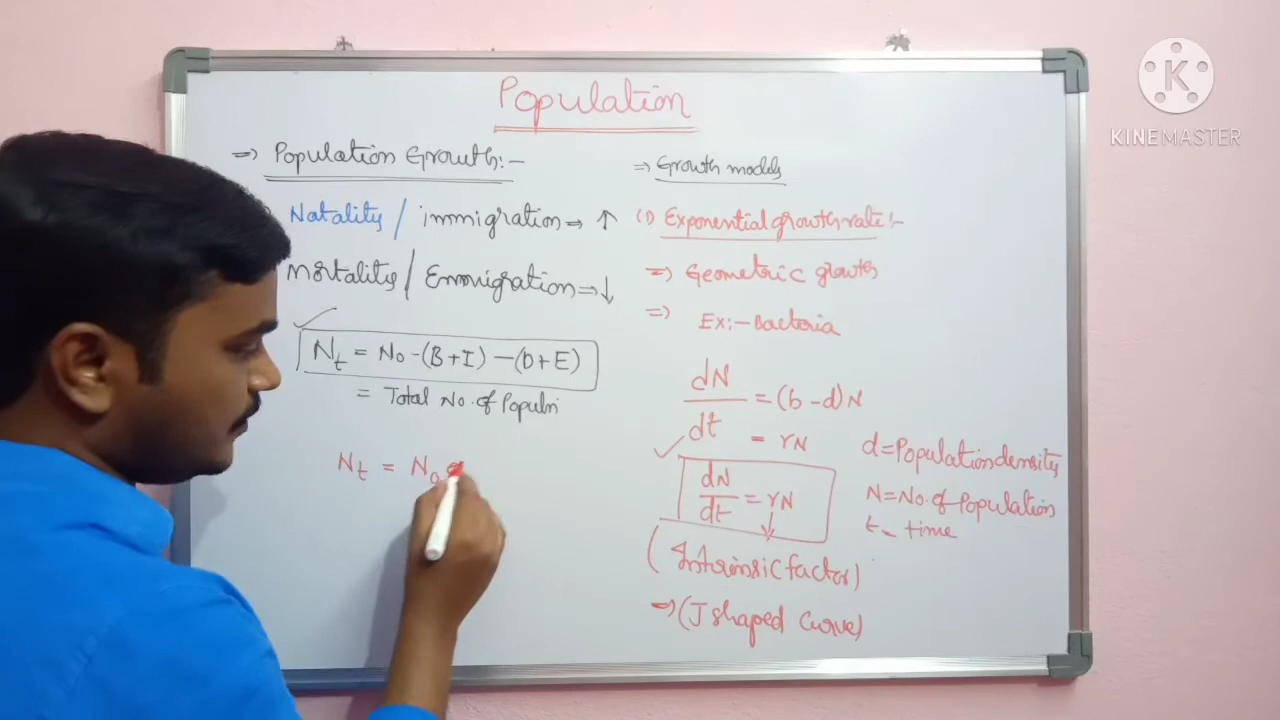 Population
=> Population Growth:-
Natality / immigration => ↑
Mortality / Emmigration => ↓
Nt = No - (B+I) - (D+E)
= Total No. of Populn
Nt = No e
=> Growth models
(1) Exponential growth rate:-
=> Geometric growth
=> Ex:- Bacteria
dN/dt = (b-d)N
= rN
dN/dt = rN
(Intrinsic factor)
=> (J shaped Curve)
d = Population density
N = No. of Population
t - time
K
KINEMASTER